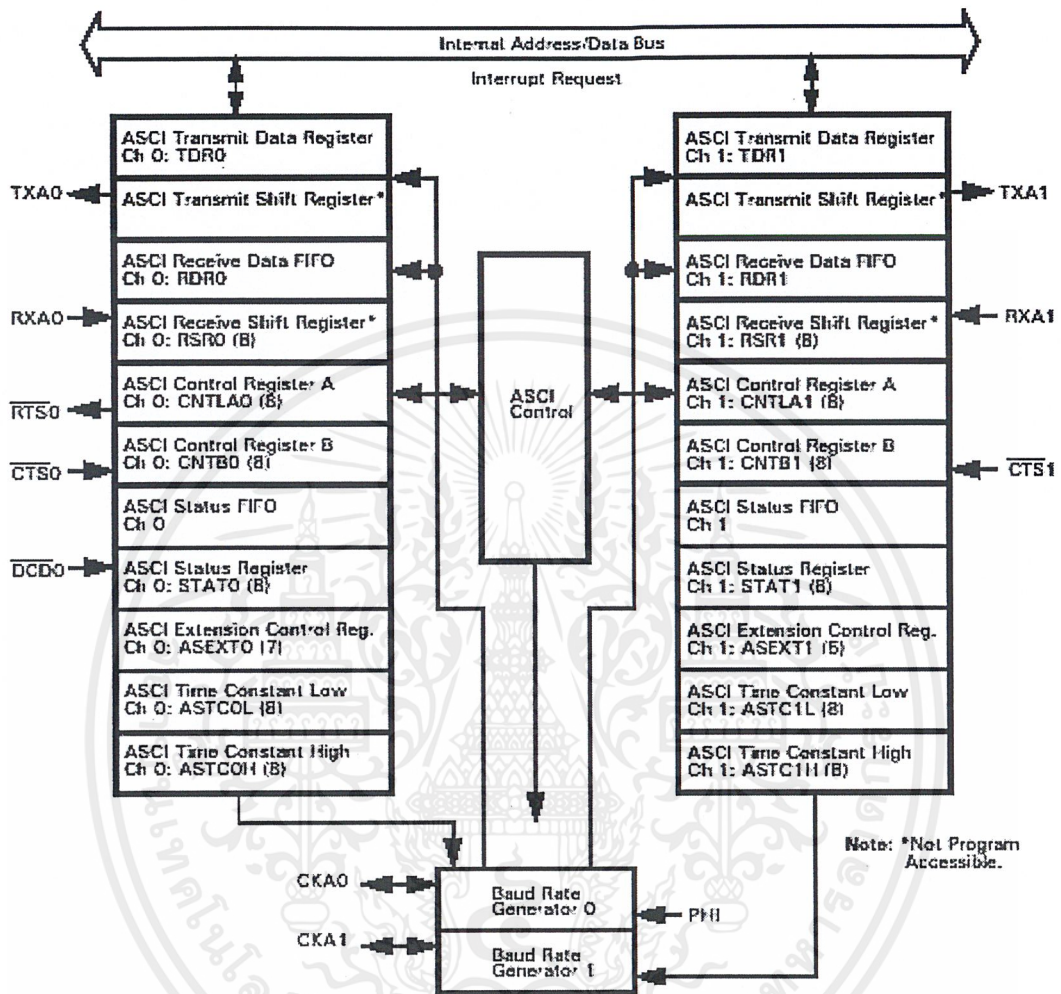 Internal Address/Data Bus
Interrupt Request
ASCI Transmit Data Register
Ch 0: TDR0
TXA0
ASCI Transmit Shift Register*
ASCI Receive Data FIFO
Ch 0: RDR0
RXA0
ASCI Receive Shift Register*
Ch 0: RSR0 (8)
ASCI Control Register A
Ch 0: CNTLA0 (8)
RTS0
ASCI Control Register B
Ch 0: CNTB0 (8)
CTS0
ASCI Status FIFO
Ch 0
DCD0
ASCI Status Register
Ch 0: STAT0 (8)
ASCI Extension Control Reg.
Ch 0: ASEXT0 (7)
ASCI Time Constant Low
Ch 0: ASTC0L (8)
ASCI Time Constant High
Ch 0: ASTC0H (8)
ASCI
Control
ASCI Transmit Data Register
Ch 1: TDR1
ASCI Transmit Shift Register*
TXA1
ASCI Receive Data FIFO
Ch 1: RDR1
ASCI Receive Shift Register*
Ch 1: RSR1 (8)
RXA1
ASCI Control Register A
Ch 1: CNTLA1 (8)
ASCI Control Register B
Ch 1: CNTB1 (8)
CTS1
ASCI Status FIFO
Ch 1
ASCI Status Register
Ch 1: STAT1 (8)
ASCI Extension Control Reg.
Ch 1: ASEXT1 (5)
ASCI Time Constant Low
Ch 1: ASTC1L (8)
ASCI Time Constant High
Ch 1: ASTC1H (8)
Note: *Not Program
Accessible.
CKA0
Baud Rate
Generator 0
PHI
CKA1
Baud Rate
Generator 1